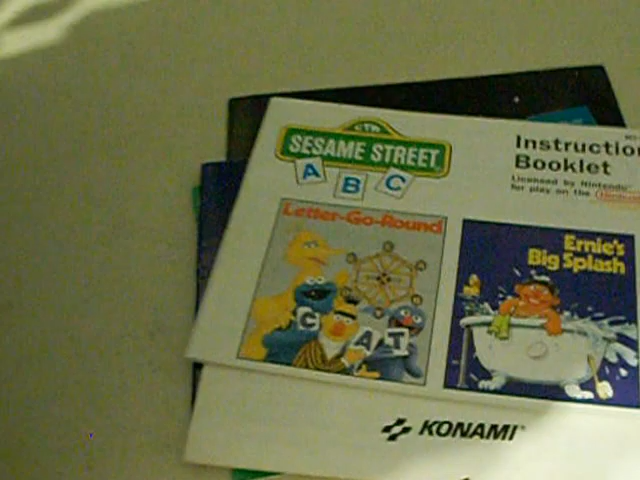 CTW
SESAME STREET
A B C
Instruction
Booklet
Licensed by Nintendo
for play on the
Letter-Go-Round
C A T
Ernie's
Big Splash
KONAMI®